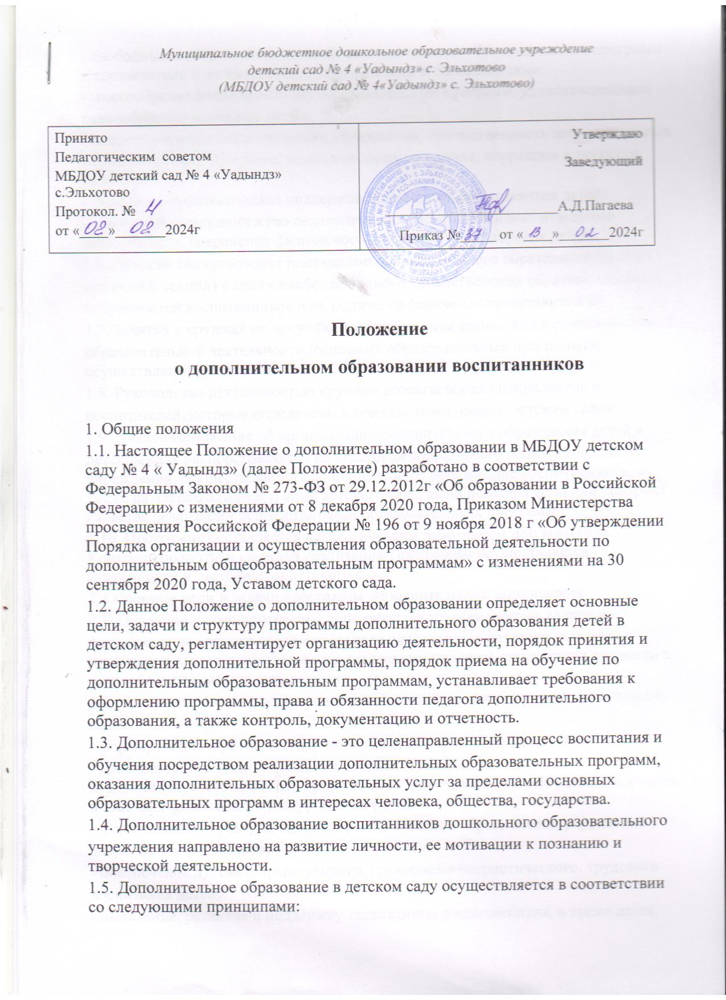 Муниципальное бюджетное дошкольное образовательное учреждение
детский сад № 4 «Уадындз» с. Эльхотово
(МБДОУ детский сад № 4«Уадындз» с. Эльхотово)
Принято
Педагогическим советом
МБДОУ детский сад № 4 «Уадындз»
с.Эльхотово
Протокол. № 4
от « 02 » 02 2024г
Утверждаю
Заведующий
А.Д.Пагаева
Приказ № 37 от « 13 » 02 2024г
Положение
о дополнительном образовании воспитанников
1. Общие положения
1.1. Настоящее Положение о дополнительном образовании в МБДОУ детском
саду № 4 « Уадындз» (далее Положение) разработано в соответствии с
Федеральным Законом № 273-ФЗ от 29.12.2012г «Об образовании в Российской
Федерации» с изменениями от 8 декабря 2020 года, Приказом Министерства
просвещения Российской Федерации № 196 от 9 ноября 2018 г «Об утверждении
Порядка организации и осуществления образовательной деятельности по
дополнительным общеобразовательным программам» с изменениями на 30
сентября 2020 года, Уставом детского сада.
1.2. Данное Положение о дополнительном образовании определяет основные
цели, задачи и структуру программы дополнительного образования детей в
детском саду, регламентирует организацию деятельности, порядок принятия и
утверждения дополнительной программы, порядок приема на обучение по
дополнительным образовательным программам, устанавливает требования к
оформлению программы, права и обязанности педагога дополнительного
образования, а также контроль, документацию и отчетность.
1.3. Дополнительное образование - это целенаправленный процесс воспитания и
обучения посредством реализации дополнительных образовательных программ,
оказания дополнительных образовательных услуг за пределами основных
образовательных программ в интересах человека, общества, государства.
1.4. Дополнительное образование воспитанников дошкольного образовательного
учреждения направлено на развитие личности, ее мотивации к познанию и
творческой деятельности.
1.5. Дополнительное образование в детском саду осуществляется в соответствии
со следующими принципами: